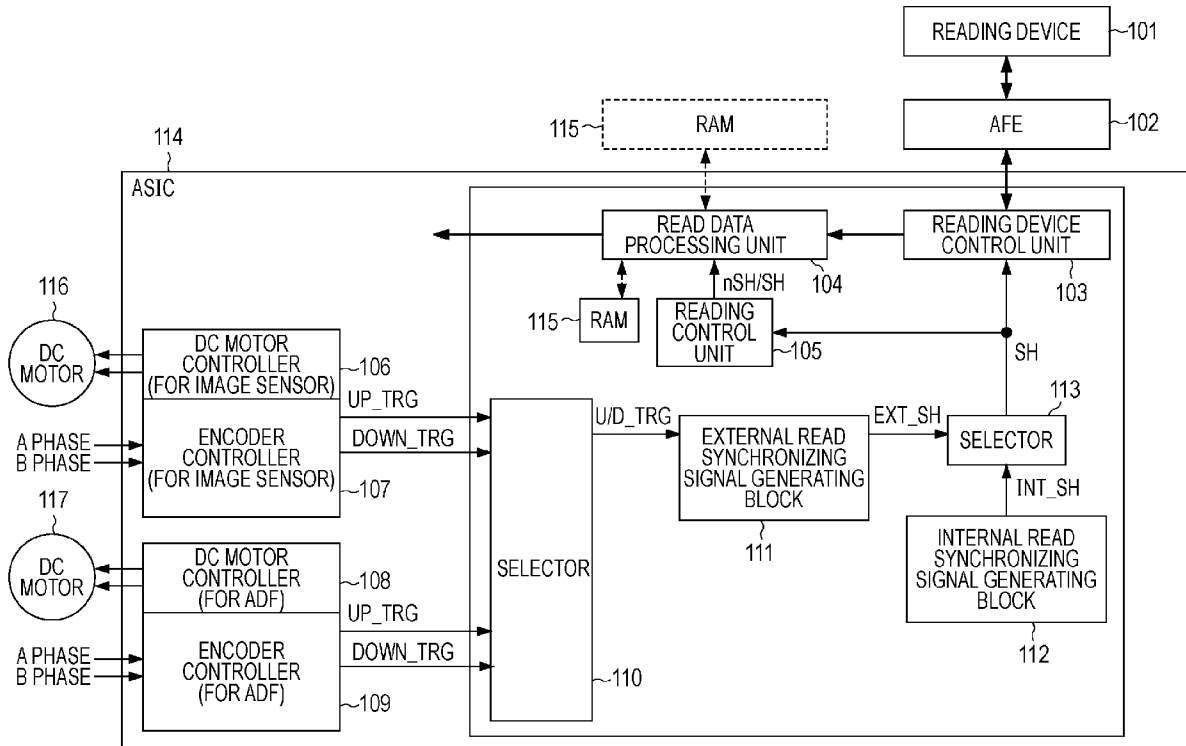 READING DEVICE
101
AFE
102
115
RAM
114
ASIC
READ DATA
PROCESSING UNIT
104
READING DEVICE
CONTROL UNIT
103
nSH/SH
115
RAM
READING
CONTROL
UNIT
105
SH
116
DC
MOTOR
DC MOTOR
CONTROLLER
(FOR IMAGE SENSOR)
106
UP_TRG
DOWN_TRG
A PHASE
B PHASE
ENCODER
CONTROLLER
(FOR IMAGE SENSOR)
107
U/D_TRG
EXTERNAL READ
SYNCHRONIZING
SIGNAL GENERATING
BLOCK
111
EXT_SH
113
SELECTOR
INT_SH
INTERNAL READ
SYNCHRONIZING
SIGNAL GENERATING
BLOCK
112
117
DC
MOTOR
DC MOTOR
CONTROLLER
(FOR ADF)
108
UP_TRG
DOWN_TRG
A PHASE
B PHASE
ENCODER
CONTROLLER
(FOR ADF)
109
SELECTOR
110